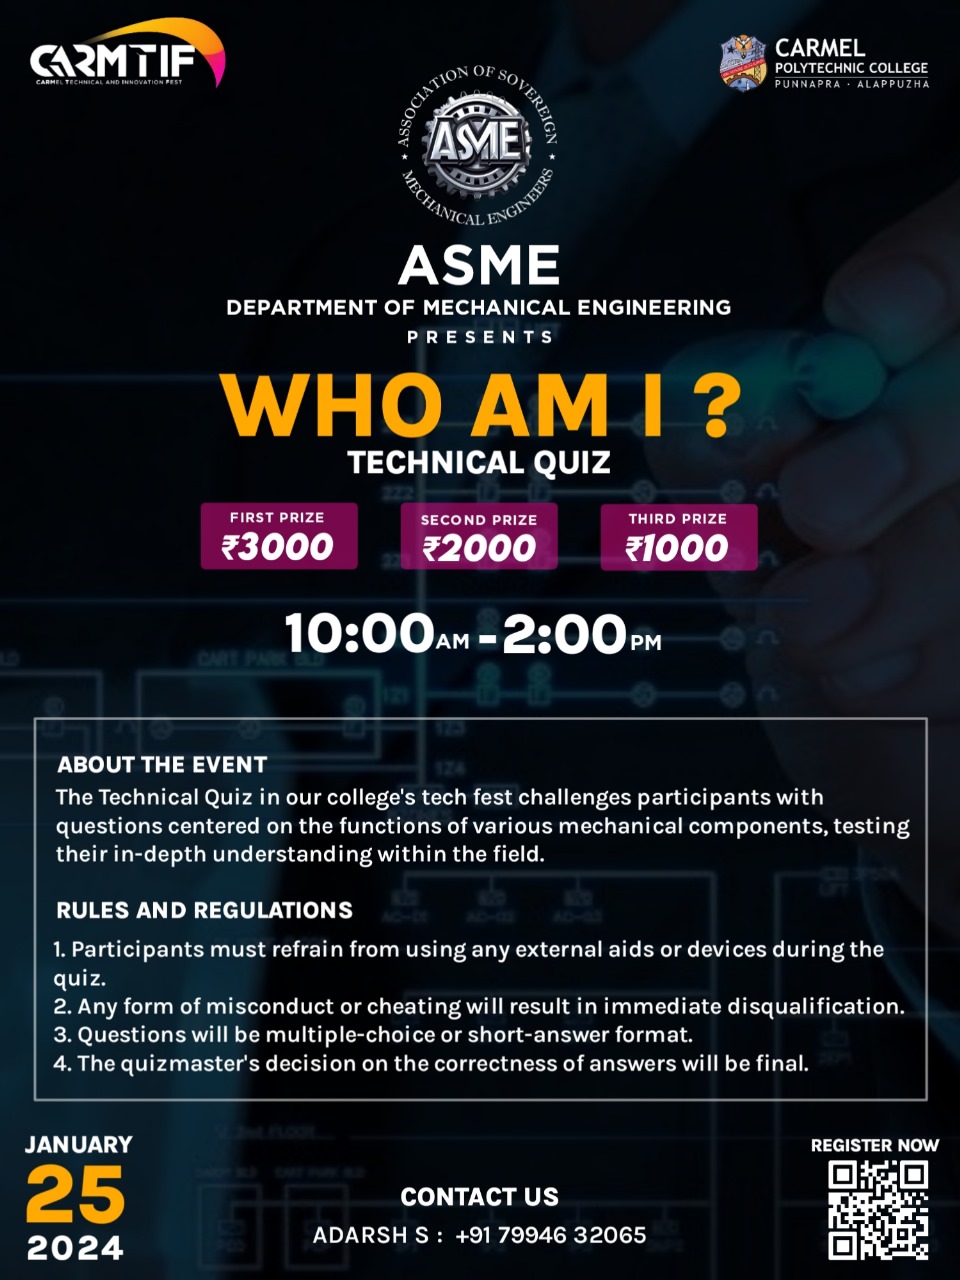 CARMTIF
CARMEL TECHNICAL AND INNOVATION FEST
CARMEL
POLYTECHNIC COLLEGE
PUNNAPRA · ALAPPUZHA
ASSOCIATION OF SOVEREIGN
ASME
MECHANICAL ENGINEERS
ASME
DEPARTMENT OF MECHANICAL ENGINEERING
PRESENTS
WHO AM I ?
TECHNICAL QUIZ
FIRST PRIZE
₹3000
SECOND PRIZE
₹2000
THIRD PRIZE
₹1000
10:00AM - 2:00PM
ABOUT THE EVENT
The Technical Quiz in our college's tech fest challenges participants with
questions centered on the functions of various mechanical components, testing
their in-depth understanding within the field.
RULES AND REGULATIONS
1. Participants must refrain from using any external aids or devices during the
quiz.
2. Any form of misconduct or cheating will result in immediate disqualification.
3. Questions will be multiple-choice or short-answer format.
4. The quizmaster's decision on the correctness of answers will be final.
JANUARY
25
2024
CONTACT US
ADARSH S : +91 79946 32065
REGISTER NOW